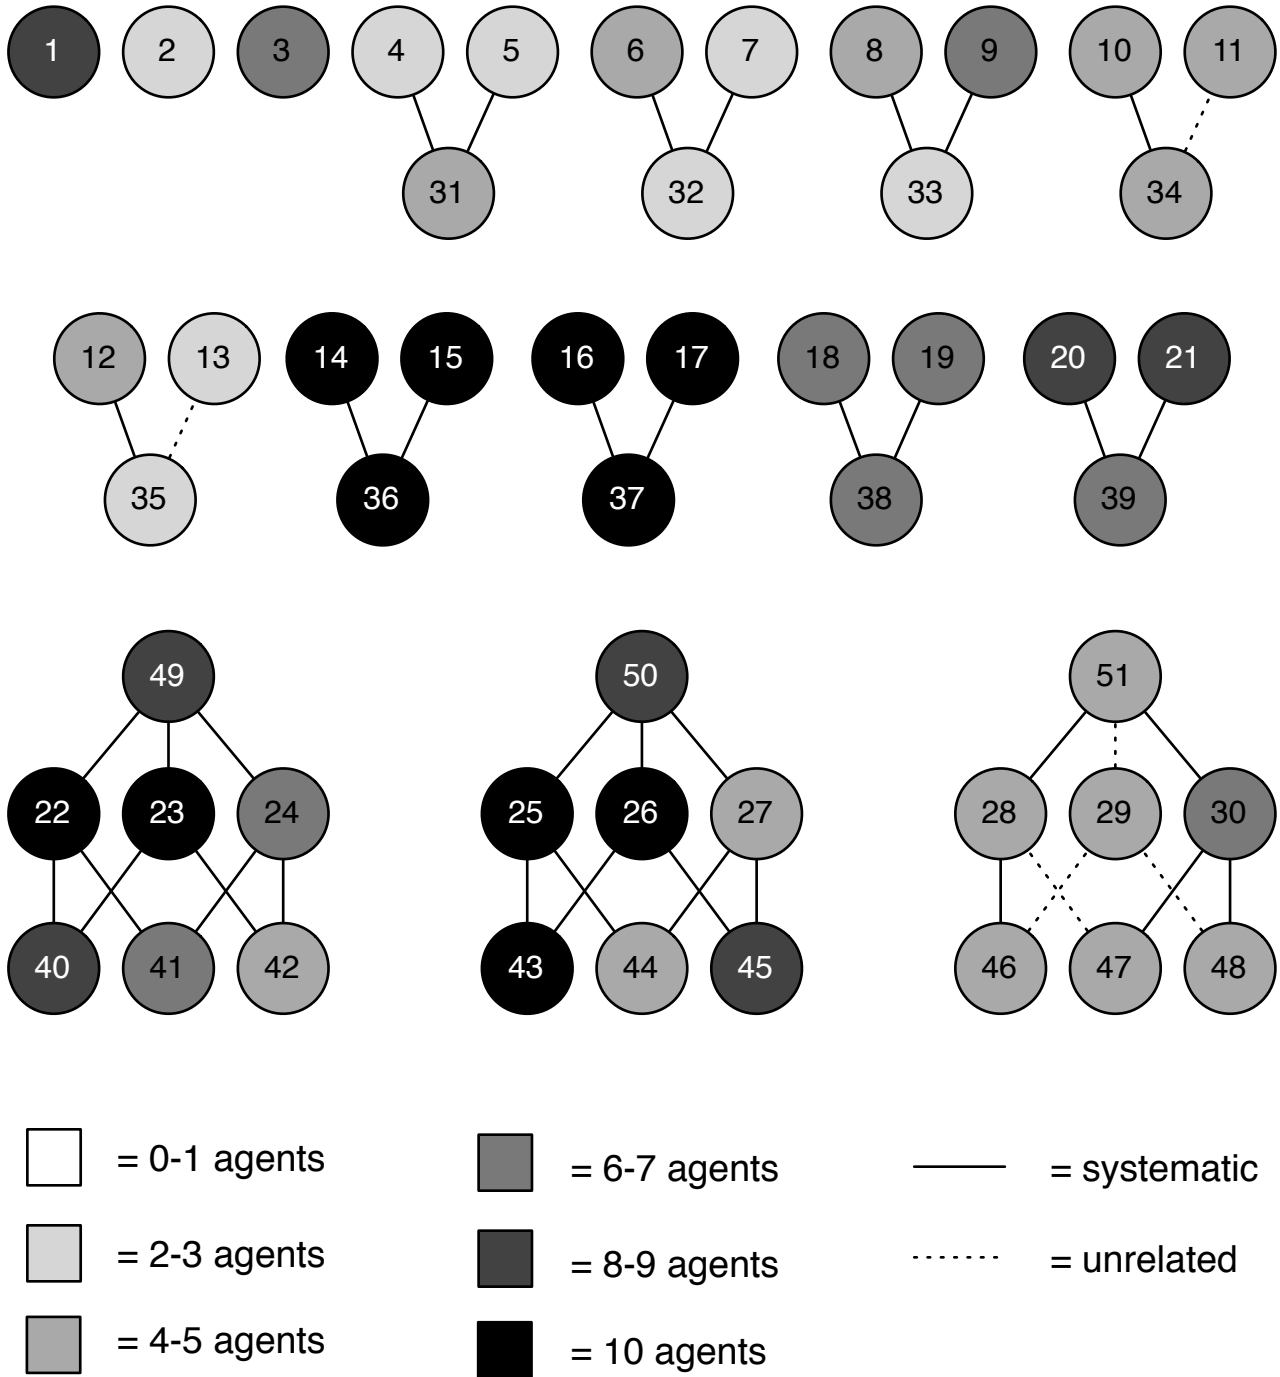 1 2 3 4 5 6 7 8 9 10 11
31 32 33 34
12 13 14 15 16 17 18 19 20 21
35 36 37 38 39
49 50 51
22 23 24 25 26 27 28 29 30
40 41 42 43 44 45 46 47 48
= 0-1 agents
= 2-3 agents
= 4-5 agents
= 6-7 agents
= 8-9 agents
= 10 agents
= systematic
= unrelated